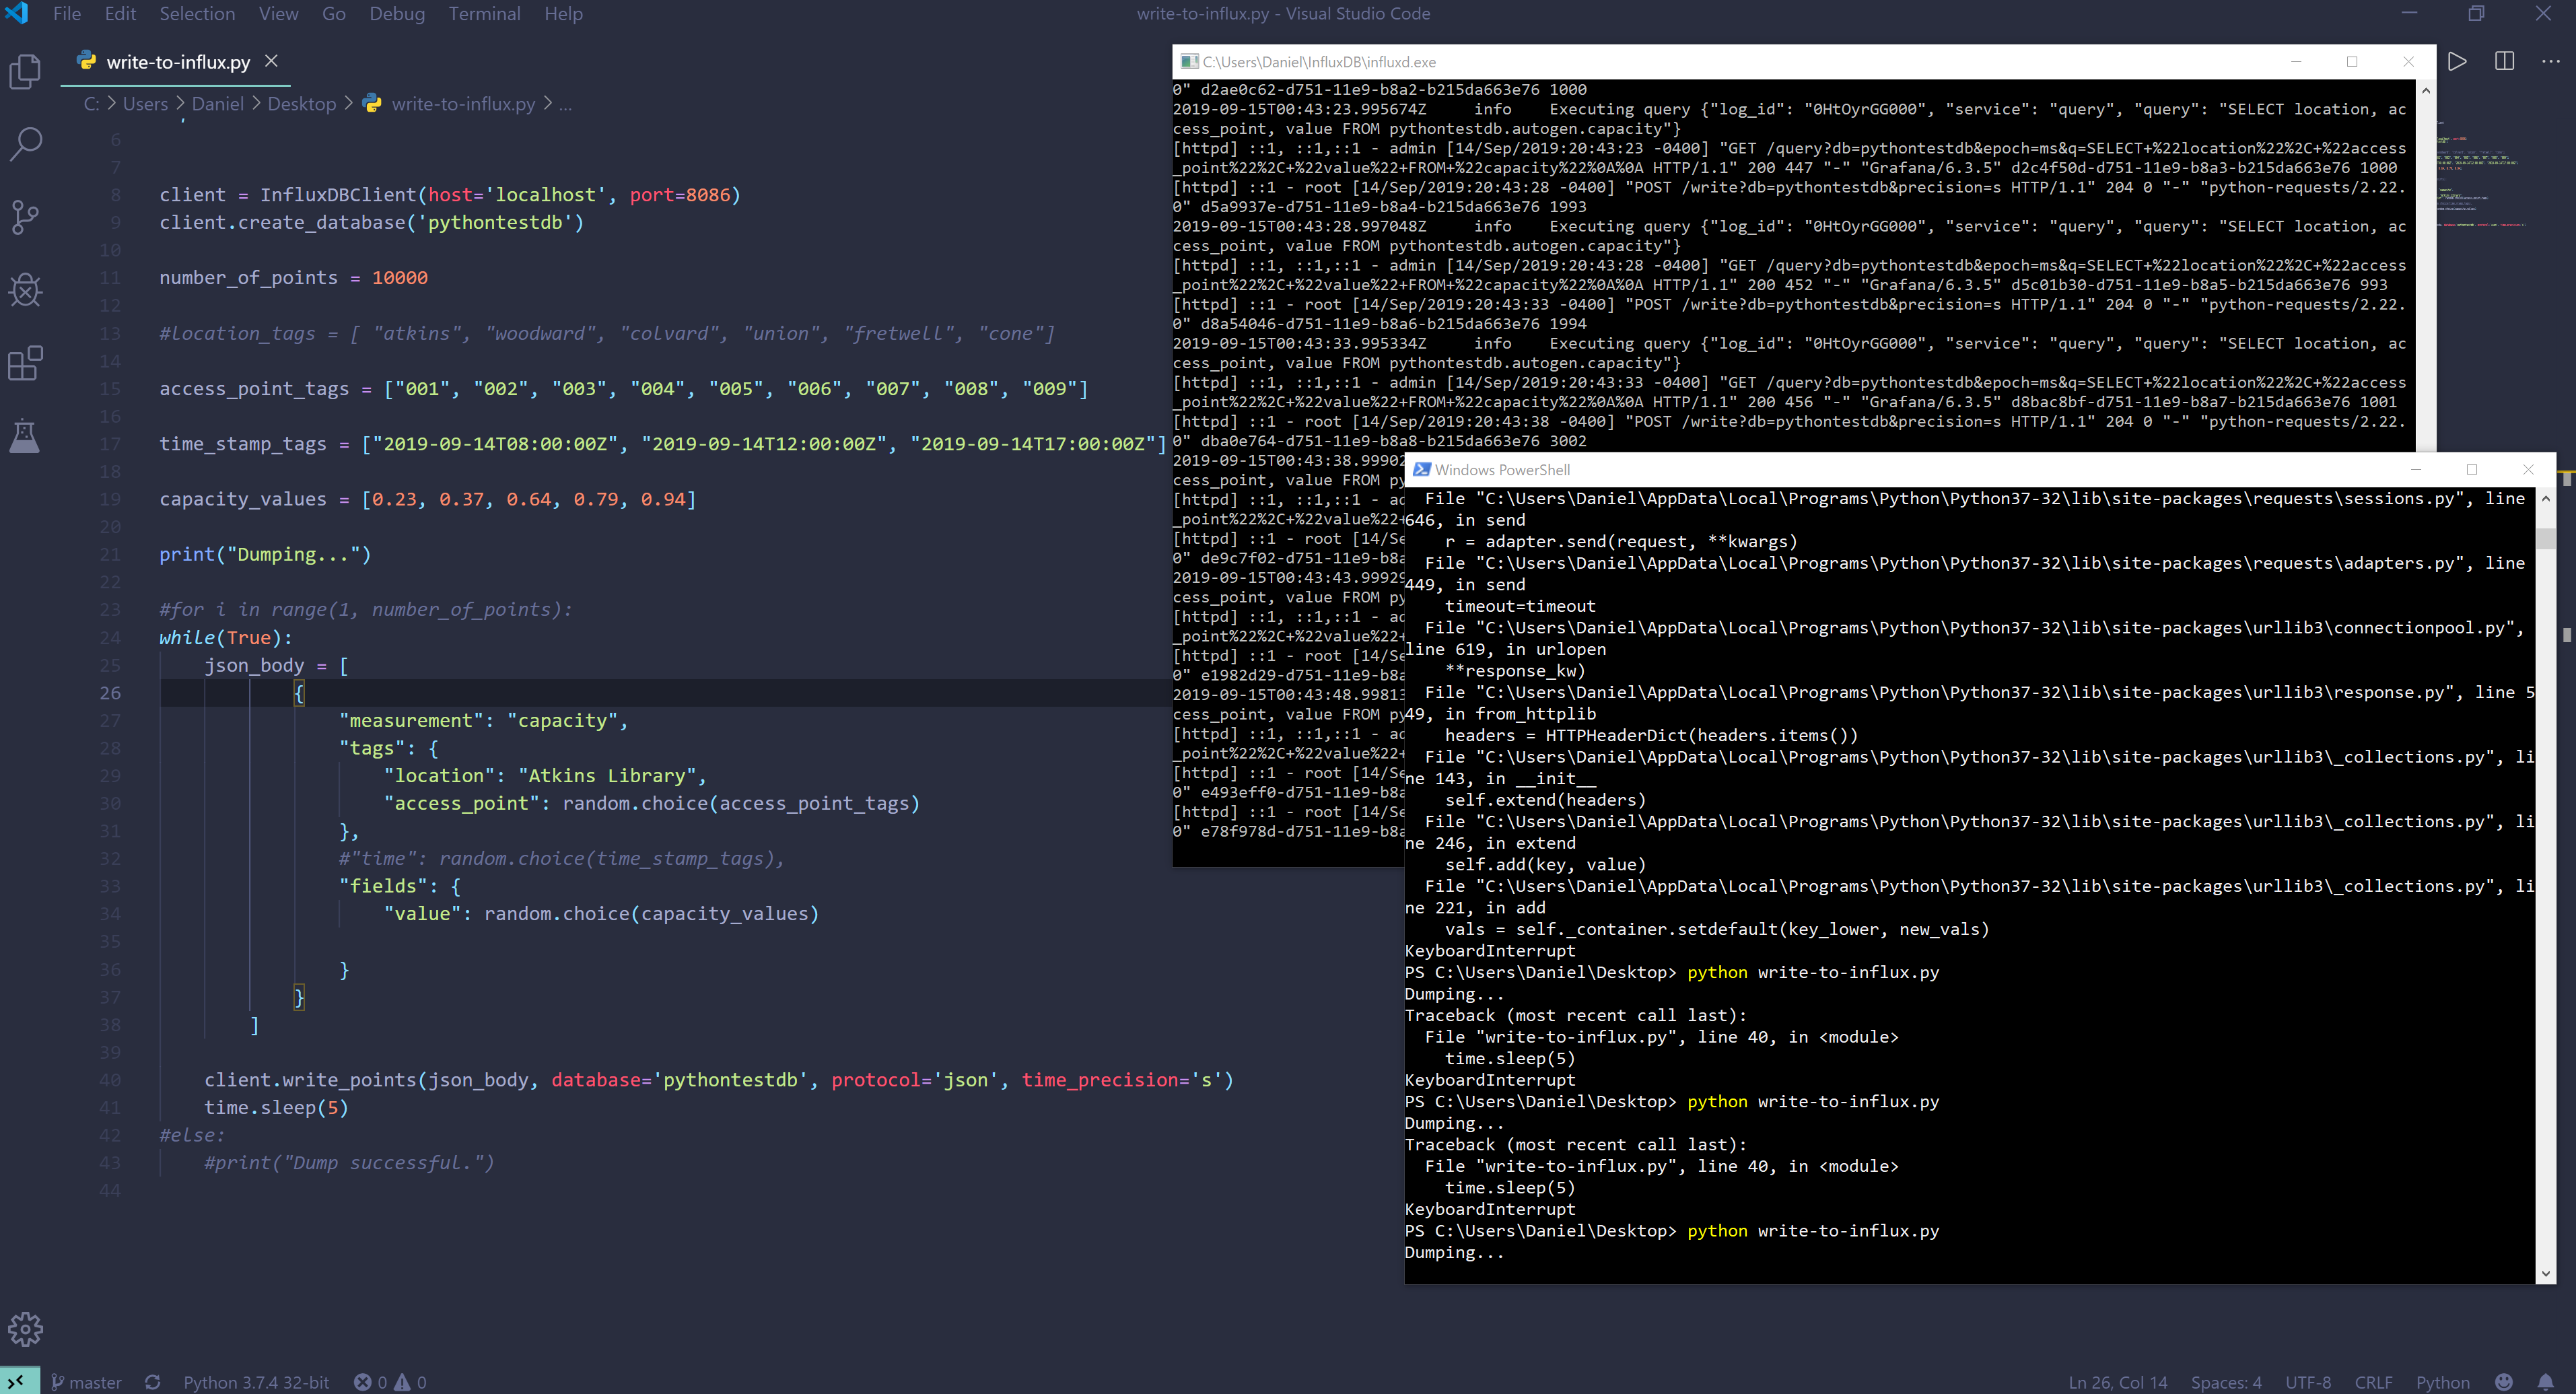 File Edit Selection View Go Debug Terminal Help
write-to-influx.py - Visual Studio Code
write-to-influx.py
C: > Users > Daniel > Desktop > write-to-influx.py > ...
6
7
8 client = InfluxDBClient(host='localhost', port=8086)
9 client.create_database('pythontestdb')
10
11 number_of_points = 10000
12
13 #location_tags = [ "atkins", "woodward", "colvard", "union", "fretwell", "cone"]
14
15 access_point_tags = ["001", "002", "003", "004", "005", "006", "007", "008", "009"]
16
17 time_stamp_tags = ["2019-09-14T08:00:00Z", "2019-09-14T12:00:00Z", "2019-09-14T17:00:00Z"]
18
19 capacity_values = [0.23, 0.37, 0.64, 0.79, 0.94]
20
21 print("Dumping...")
22
23 #for i in range(1, number_of_points):
24 while(True):
25 json_body = [
26 {
27 "measurement": "capacity",
28 "tags": {
29 "location": "Atkins Library",
30 "access_point": random.choice(access_point_tags)
31 },
32 #"time": random.choice(time_stamp_tags),
33 "fields": {
34 "value": random.choice(capacity_values)
35
36 }
37 }
38 ]
39
40 client.write_points(json_body, database='pythontestdb', protocol='json', time_precision='s')
41 time.sleep(5)
42 #else:
43 #print("Dump successful.")
44
C:\Users\Daniel\InfluxDB\influxd.exe
0" d2ae0c62-d751-11e9-b8a2-b215da663e76 1000
2019-09-15T00:43:23.995674Z info Executing query {"log_id": "0HtOyrGG000", "service": "query", "query": "SELECT location, ac
cess_point, value FROM pythontestdb.autogen.capacity"}
[httpd] ::1, ::1,::1 - admin [14/Sep/2019:20:43:23 -0400] "GET /query?db=pythontestdb&epoch=ms&q=SELECT+%22location%22%2C+%22access
_point%22%2C+%22value%22+FROM+%22capacity%22%0A%0A HTTP/1.1" 200 447 "-" "Grafana/6.3.5" d2c4f50d-d751-11e9-b8a3-b215da663e76 1000
[httpd] ::1 - root [14/Sep/2019:20:43:28 -0400] "POST /write?db=pythontestdb&precision=s HTTP/1.1" 204 0 "-" "python-requests/2.22.
0" d5a9937e-d751-11e9-b8a4-b215da663e76 1993
2019-09-15T00:43:28.997048Z info Executing query {"log_id": "0HtOyrGG000", "service": "query", "query": "SELECT location, ac
cess_point, value FROM pythontestdb.autogen.capacity"}
[httpd] ::1, ::1,::1 - admin [14/Sep/2019:20:43:28 -0400] "GET /query?db=pythontestdb&epoch=ms&q=SELECT+%22location%22%2C+%22access
_point%22%2C+%22value%22+FROM+%22capacity%22%0A%0A HTTP/1.1" 200 452 "-" "Grafana/6.3.5" d5c01b30-d751-11e9-b8a5-b215da663e76 993
[httpd] ::1 - root [14/Sep/2019:20:43:33 -0400] "POST /write?db=pythontestdb&precision=s HTTP/1.1" 204 0 "-" "python-requests/2.22.
0" d8a54046-d751-11e9-b8a6-b215da663e76 1994
2019-09-15T00:43:33.995334Z info Executing query {"log_id": "0HtOyrGG000", "service": "query", "query": "SELECT location, ac
cess_point, value FROM pythontestdb.autogen.capacity"}
[httpd] ::1, ::1,::1 - admin [14/Sep/2019:20:43:33 -0400] "GET /query?db=pythontestdb&epoch=ms&q=SELECT+%22location%22%2C+%22access
_point%22%2C+%22value%22+FROM+%22capacity%22%0A%0A HTTP/1.1" 200 456 "-" "Grafana/6.3.5" d8bac8bf-d751-11e9-b8a7-b215da663e76 1001
[httpd] ::1 - root [14/Sep/2019:20:43:38 -0400] "POST /write?db=pythontestdb&precision=s HTTP/1.1" 204 0 "-" "python-requests/2.22.
0" dba0e764-d751-11e9-b8a8-b215da663e76 3002
2019-09-15T00:43:38.99902
cess_point, value FROM py
[httpd] ::1, ::1,::1 - ad
_point%22%2C+%22value%22+
[httpd] ::1 - root [14/Se
0" de9c7f02-d751-11e9-b8a
2019-09-15T00:43:43.99929
cess_point, value FROM py
[httpd] ::1, ::1,::1 - ad
_point%22%2C+%22value%22+
[httpd] ::1 - root [14/Se
0" e1982d29-d751-11e9-b8a
2019-09-15T00:43:48.99813
cess_point, value FROM py
[httpd] ::1, ::1,::1 - ad
_point%22%2C+%22value%22+
[httpd] ::1 - root [14/Se
0" e493eff0-d751-11e9-b8a
[httpd] ::1 - root [14/Se
0" e78f978d-d751-11e9-b8a
Windows PowerShell
File "C:\Users\Daniel\AppData\Local\Programs\Python\Python37-32\lib\site-packages\requests\sessions.py", line
646, in send
r = adapter.send(request, **kwargs)
File "C:\Users\Daniel\AppData\Local\Programs\Python\Python37-32\lib\site-packages\requests\adapters.py", line
449, in send
timeout=timeout
File "C:\Users\Daniel\AppData\Local\Programs\Python\Python37-32\lib\site-packages\urllib3\connectionpool.py",
line 619, in urlopen
**response_kw)
File "C:\Users\Daniel\AppData\Local\Programs\Python\Python37-32\lib\site-packages\urllib3\response.py", line 5
49, in from_httplib
headers = HTTPHeaderDict(headers.items())
File "C:\Users\Daniel\AppData\Local\Programs\Python\Python37-32\lib\site-packages\urllib3\_collections.py", li
ne 143, in __init__
self.extend(headers)
File "C:\Users\Daniel\AppData\Local\Programs\Python\Python37-32\lib\site-packages\urllib3\_collections.py", li
ne 246, in extend
self.add(key, value)
File "C:\Users\Daniel\AppData\Local\Programs\Python\Python37-32\lib\site-packages\urllib3\_collections.py", li
ne 221, in add
vals = self._container.setdefault(key_lower, new_vals)
KeyboardInterrupt
PS C:\Users\Daniel\Desktop> python write-to-influx.py
Dumping...
Traceback (most recent call last):
File "write-to-influx.py", line 40, in <module>
time.sleep(5)
KeyboardInterrupt
PS C:\Users\Daniel\Desktop> python write-to-influx.py
Dumping...
Traceback (most recent call last):
File "write-to-influx.py", line 40, in <module>
time.sleep(5)
KeyboardInterrupt
PS C:\Users\Daniel\Desktop> python write-to-influx.py
Dumping...
master Python 3.7.4 32-bit 0 0
Ln 26, Col 14 Spaces: 4 UTF-8 CRLF Python